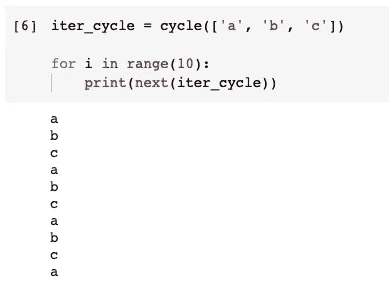 [6] iter_cycle = cycle(['a', 'b', 'c'])
for i in range(10):
    print(next(iter_cycle))
a
b
c
a
b
c
a
b
c
a